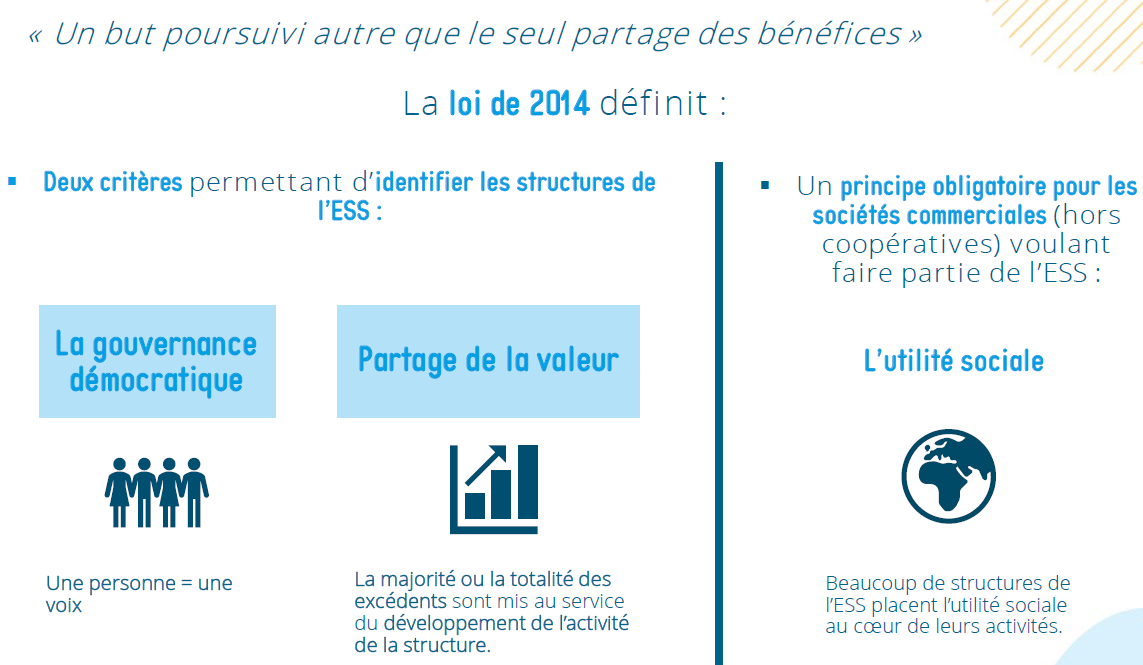 « Un but poursuivi autre que le seul partage des bénéfices »
La loi de 2014 définit :
▪ Deux critères permettant d'identifier les structures de
l'ESS :
La gouvernance
démocratique
Une personne = une
voix
Partage de la valeur
La majorité ou la totalité des
excédents sont mis au service
du développement de l'activité
de la structure.
▪ Un principe obligatoire pour les
sociétés commerciales (hors
coopératives) voulant
faire partie de l'ESS :
L'utilité sociale
Beaucoup de structures de
l'ESS placent l'utilité sociale
au cœur de leurs activités.